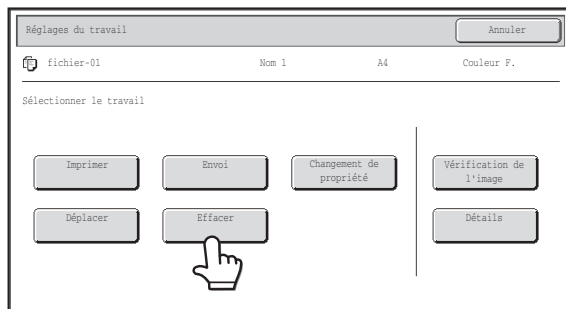 Réglages du travail
Annuler
fichier-01 Nom 1 A4 Couleur F.
Sélectionner le travail
Imprimer
Envoi
Changement de
propriété
Vérification de
l'image
Déplacer
Effacer
Détails